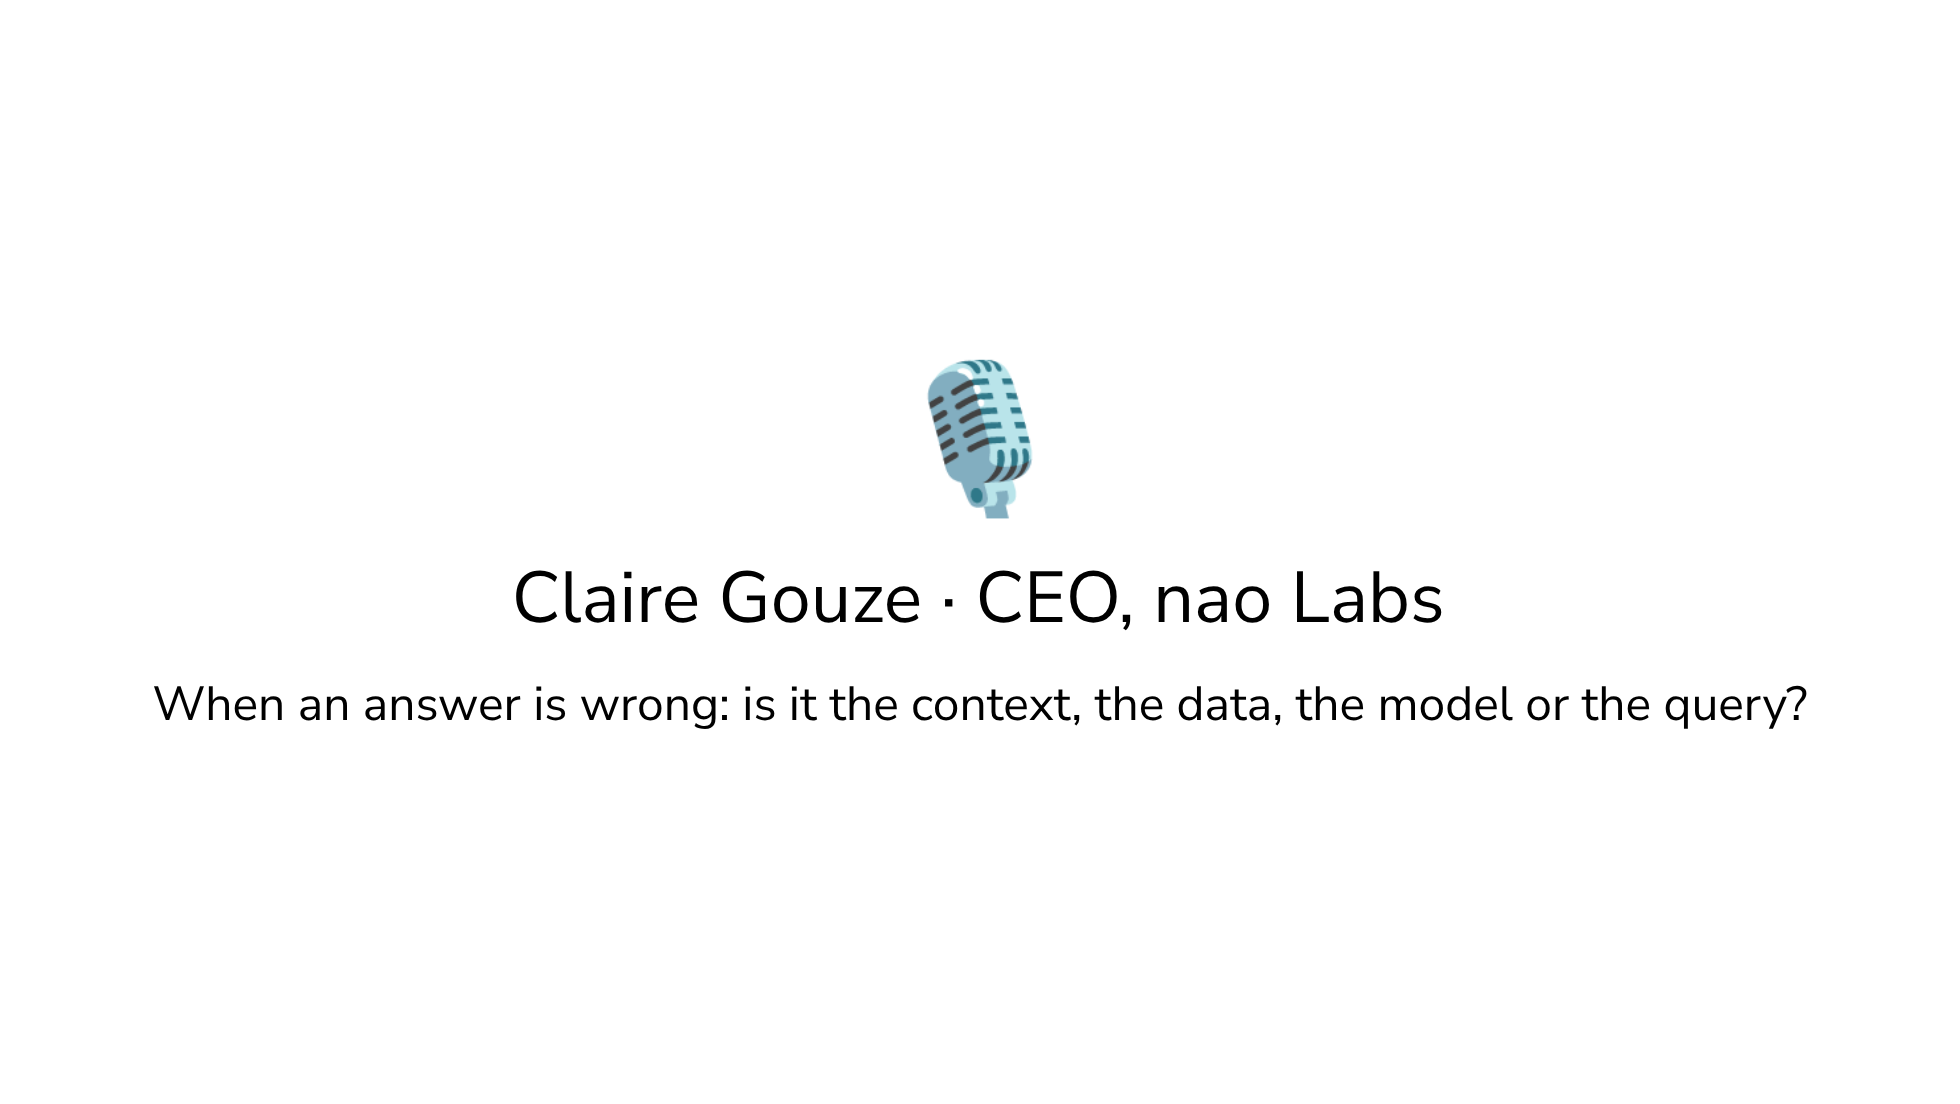 Claire Gouze · CEO, nao Labs
When an answer is wrong: is it the context, the data, the model or the query?